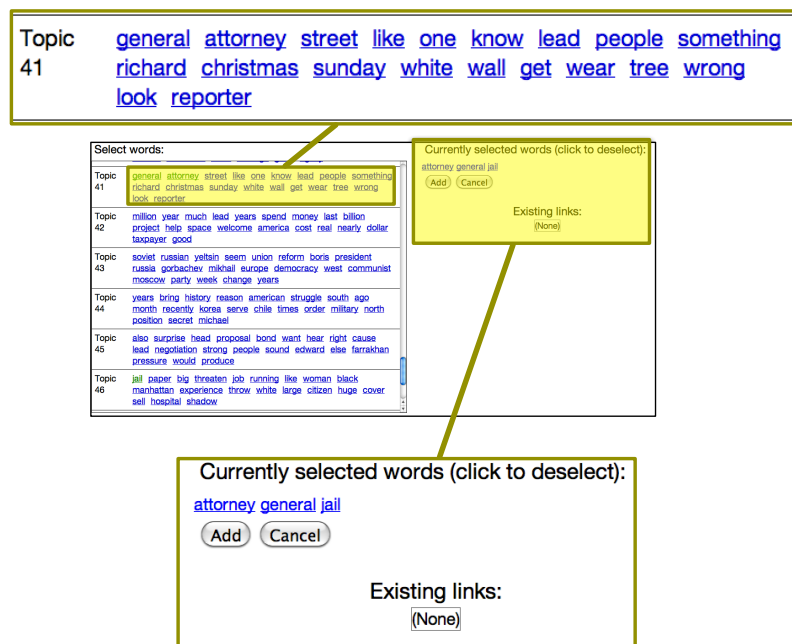 Topic general attorney street like one know lead people something
41 richard christmas sunday white wall get wear tree wrong
look reporter
Select words:
Topic general attorney street like one know lead people something
41 richard christmas sunday white wall get wear tree wrong
look reporter
Topic million year much lead years spend money last billion
42 project help space welcome america cost real nearly dollar
taxpayer good
Topic soviet russian yeltsin seem union reform boris president
43 russia gorbachev mikhail europe democracy west communist
moscow party week change years
Topic years bring history reason american struggle south ago
44 month recently korea serve chile times order military north
position secret michael
Topic also surprise head proposal bond want hear right cause
45 lead negotiation strong people sound edward else farrakhan
pressure would produce
Topic jail paper big threaten job running like woman black
46 manhattan experience throw white large citizen huge cover
sell hospital shadow
Currently selected words (click to deselect):
attorney general jail
Add Cancel
Existing links:
(None)
Currently selected words (click to deselect):
attorney general jail
Add Cancel
Existing links:
(None)